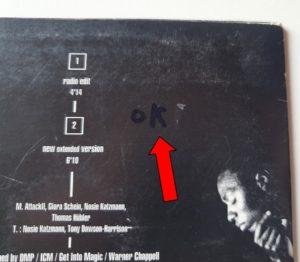 1
radio edit
4'14
OK
2
new extended version
6'10
M. Attackll, Giora Schein, Nosie Katzmann,
Thomas Hübler
T. : Nosie Katzmann, Tony Dawson-Harrison
by DMP / ICM / Get Into Magic / Warner Chappell